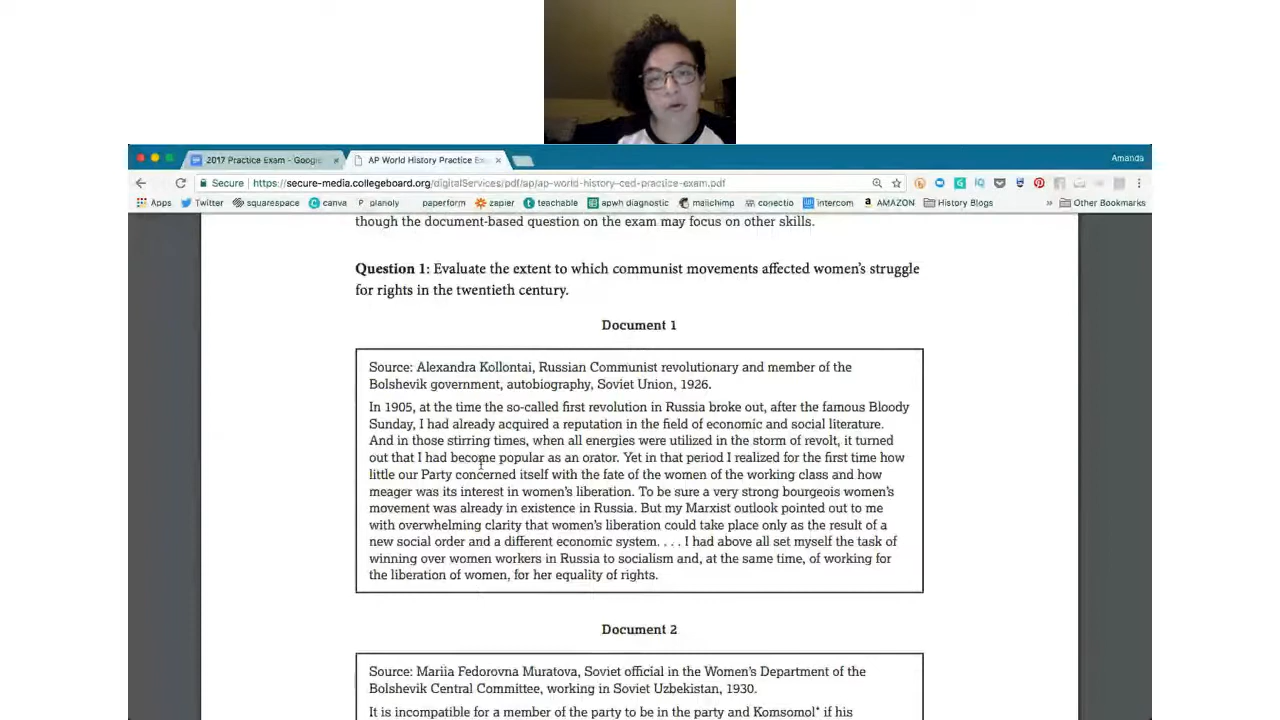 2017 Practice Exam - Google
AP World History Practice Ex
Amanda
Secure | https://secure-media.collegeboard.org/digitalServices/pdf/ap/ap-world-history-ced-practice-exam.pdf
Apps Twitter squarespace canva planoly paperform zapier teachable apwh diagnostic mailchimp conectio intercom AMAZON History Blogs » Other Bookmarks
though the document-based question on the exam may focus on other skills.
Question 1: Evaluate the extent to which communist movements affected women's struggle
for rights in the twentieth century.
Document 1
Source: Alexandra Kollontai, Russian Communist revolutionary and member of the
Bolshevik government, autobiography, Soviet Union, 1926.
In 1905, at the time the so-called first revolution in Russia broke out, after the famous Bloody
Sunday, I had already acquired a reputation in the field of economic and social literature.
And in those stirring times, when all energies were utilized in the storm of revolt, it turned
out that I had become popular as an orator. Yet in that period I realized for the first time how
little our Party concerned itself with the fate of the women of the working class and how
meager was its interest in women's liberation. To be sure a very strong bourgeois women's
movement was already in existence in Russia. But my Marxist outlook pointed out to me
with overwhelming clarity that women's liberation could take place only as the result of a
new social order and a different economic system. . . . I had above all set myself the task of
winning over women workers in Russia to socialism and, at the same time, of working for
the liberation of women, for her equality of rights.
Document 2
Source: Mariia Fedorovna Muratova, Soviet official in the Women's Department of the
Bolshevik Central Committee, working in Soviet Uzbekistan, 1930.
It is incompatible for a member of the party to be in the party and Komsomol* if his